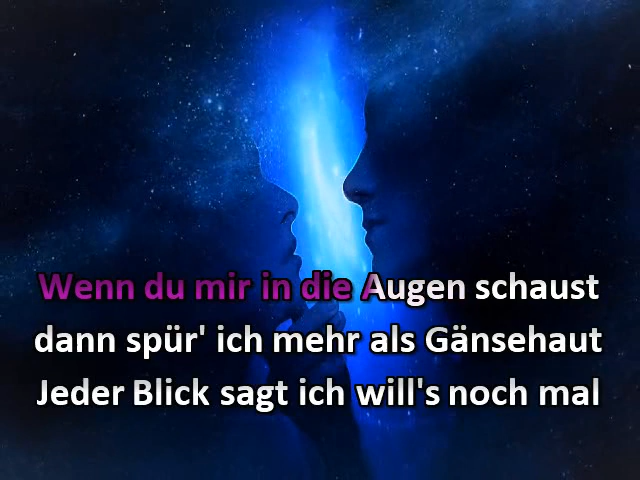 Wenn du mir in die Augen schaust
dann spür' ich mehr als Gänsehaut
Jeder Blick sagt ich will's noch mal